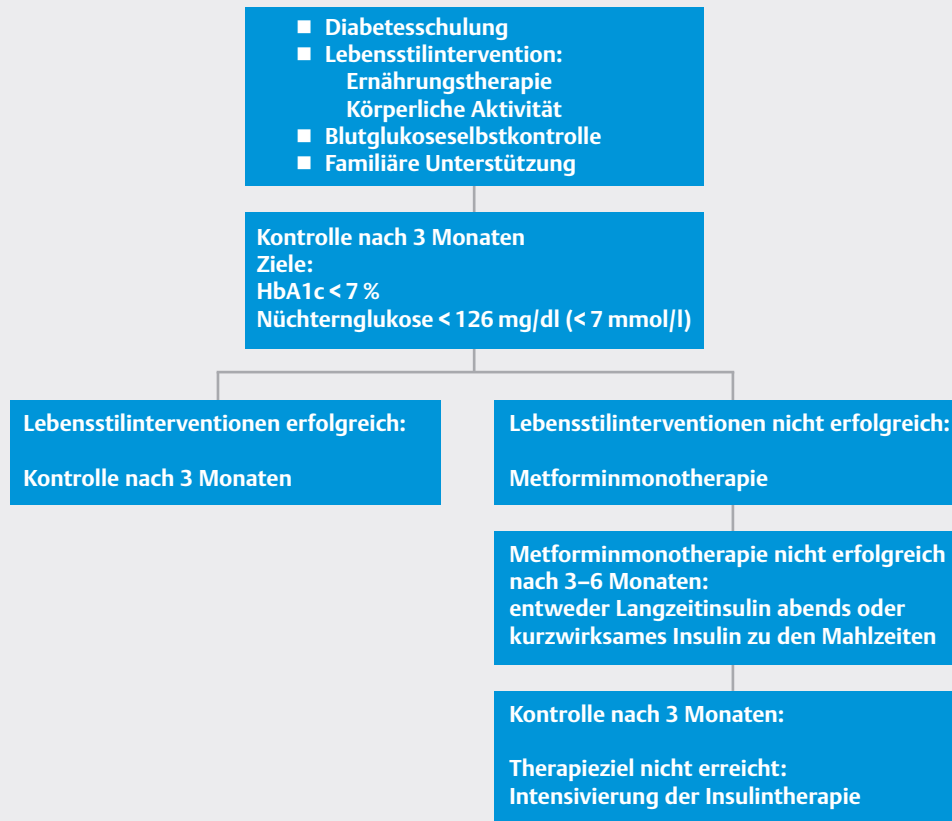 ■ Diabetesschulung
■ Lebensstilintervention:
Ernährungstherapie
Körperliche Aktivität
■ Blutglukoseselbstkontrolle
■ Familiäre Unterstützung
Kontrolle nach 3 Monaten
Ziele:
HbA1c < 7 %
Nüchternglukose < 126 mg/dl (< 7 mmol/l)
Lebensstilinterventionen erfolgreich:
Kontrolle nach 3 Monaten
Lebensstilinterventionen nicht erfolgreich:
Metforminmonotherapie
Metforminmonotherapie nicht erfolgreich
nach 3–6 Monaten:
entweder Langzeitinsulin abends oder
kurzwirksames Insulin zu den Mahlzeiten
Kontrolle nach 3 Monaten:
Therapieziel nicht erreicht:
Intensivierung der Insulintherapie